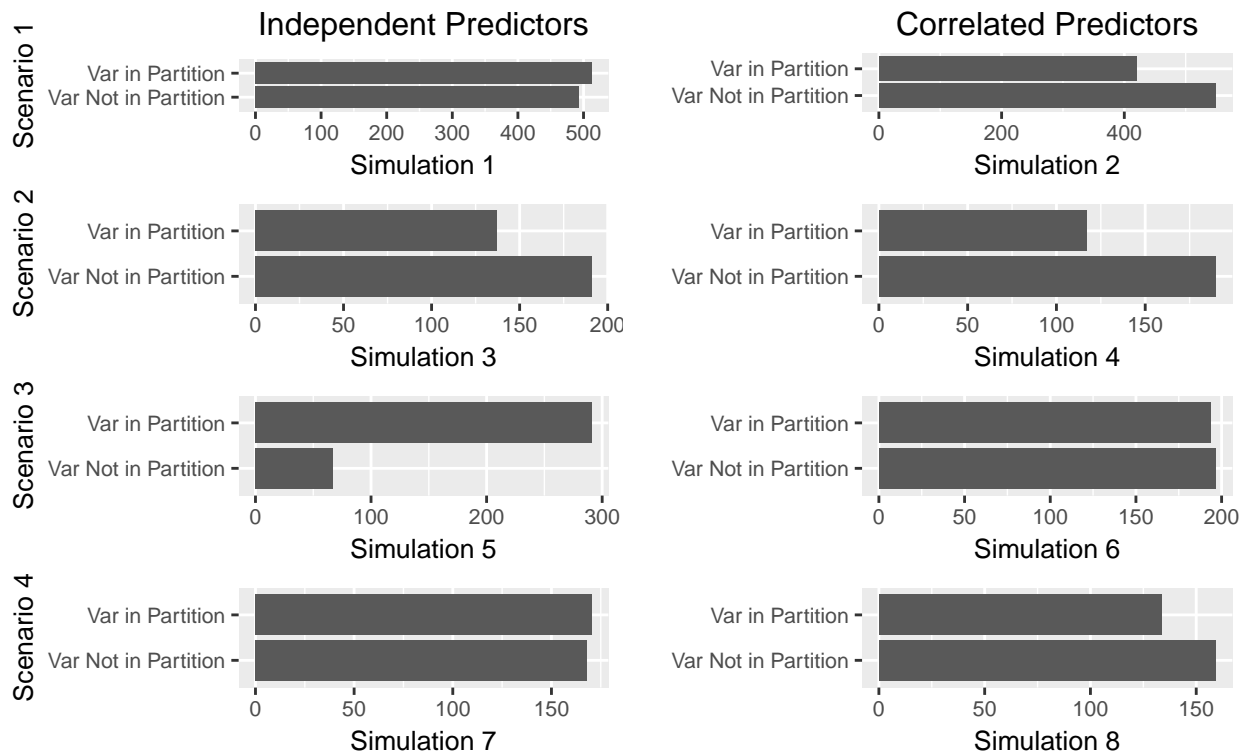 Independent Predictors
Correlated Predictors
Scenario 1
Var in Partition
Var Not in Partition
0 100 200 300 400 500
Simulation 1
Var in Partition
Var Not in Partition
0 200 400
Simulation 2
Scenario 2
Var in Partition
Var Not in Partition
0 50 100 150 200
Simulation 3
Var in Partition
Var Not in Partition
0 50 100 150
Simulation 4
Scenario 3
Var in Partition
Var Not in Partition
0 100 200 300
Simulation 5
Var in Partition
Var Not in Partition
0 50 100 150 200
Simulation 6
Scenario 4
Var in Partition
Var Not in Partition
0 50 100 150
Simulation 7
Var in Partition
Var Not in Partition
0 50 100 150
Simulation 8